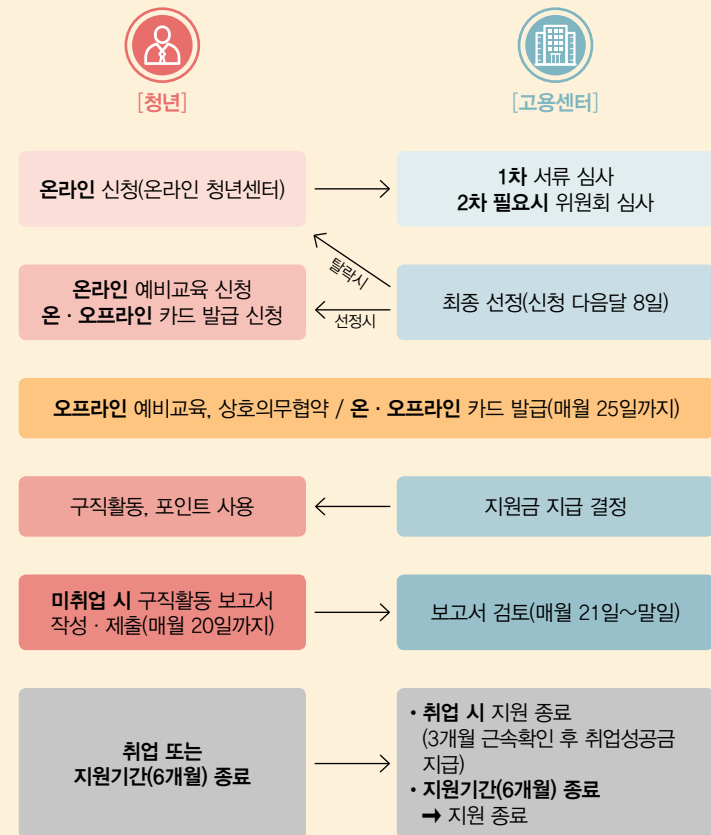 [청년]
[고용센터]
온라인 신청(온라인 청년센터)
1차 서류 심사
2차 필요시 위원회 심사
탈락시
온라인 예비교육 신청
온 · 오프라인 카드 발급 신청
선정시
최종 선정(신청 다음달 8일)
오프라인 예비교육, 상호의무협약 / 온 · 오프라인 카드 발급(매월 25일까지)
구직활동, 포인트 사용
지원금 지급 결정
미취업 시 구직활동 보고서
작성 · 제출(매월 20일까지)
보고서 검토(매월 21일~말일)
취업 또는
지원기간(6개월) 종료
• 취업 시 지원 종료
(3개월 근속확인 후 취업성공금
지급)
• 지원기간(6개월) 종료
➞ 지원 종료